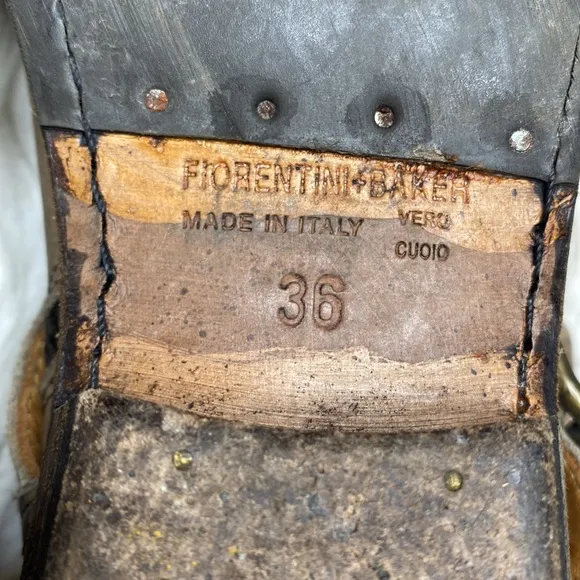 FIORENTINI+BAKER
MADE IN ITALY VERO
CUOIO
36